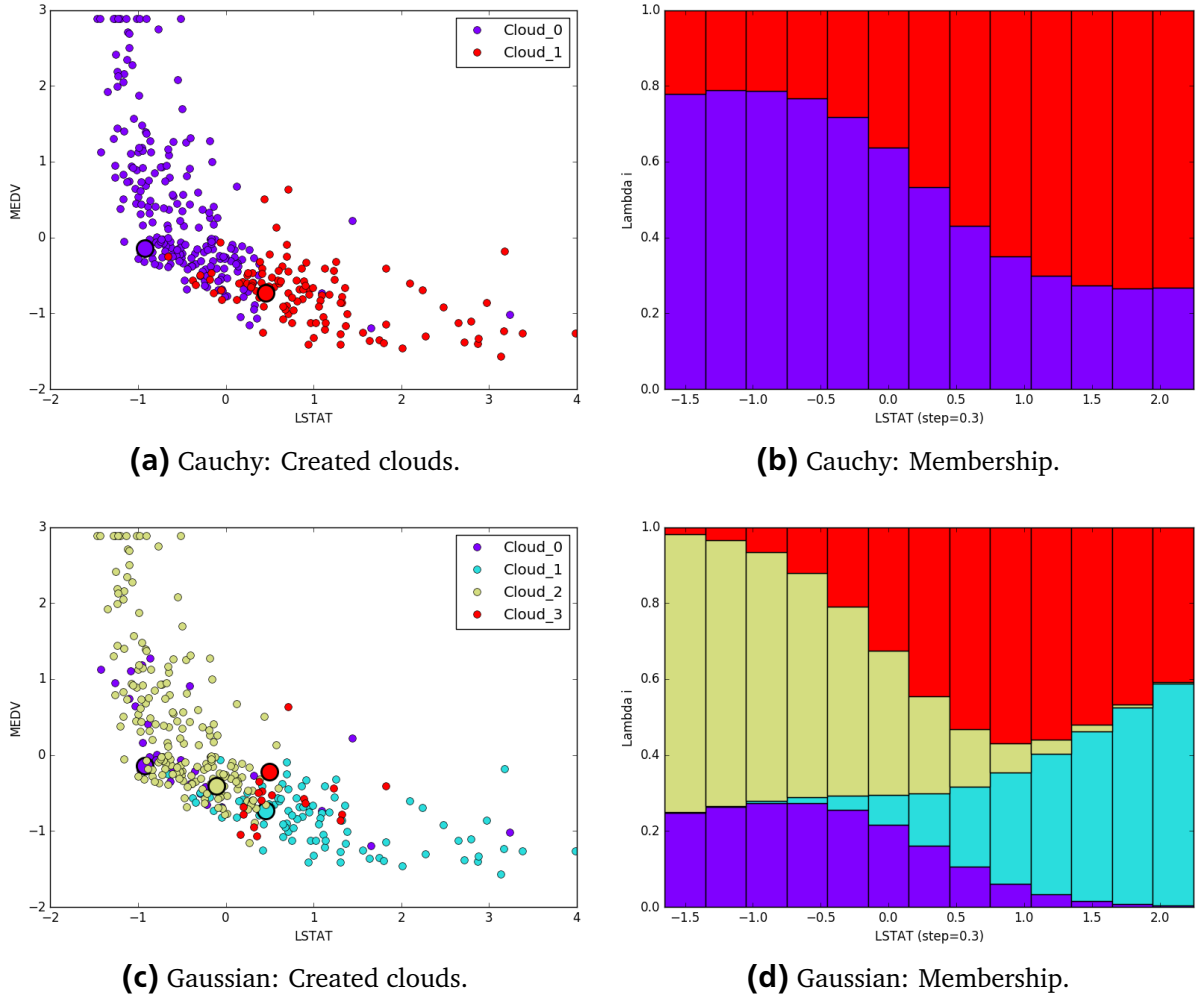 3
2
1
0
−1
−2
MEDV
−2 −1 0 1 2 3 4
LSTAT
Cloud_0
Cloud_1
(a) Cauchy: Created clouds.
1.0
0.8
0.6
0.4
0.2
0.0
Lambda i
−1.5 −1.0 −0.5 0.0 0.5 1.0 1.5 2.0
LSTAT (step=0.3)
(b) Cauchy: Membership.
3
2
1
0
−1
−2
MEDV
−2 −1 0 1 2 3 4
LSTAT
Cloud_0
Cloud_1
Cloud_2
Cloud_3
(c) Gaussian: Created clouds.
1.0
0.8
0.6
0.4
0.2
0.0
Lambda i
−1.5 −1.0 −0.5 0.0 0.5 1.0 1.5 2.0
LSTAT (step=0.3)
(d) Gaussian: Membership.